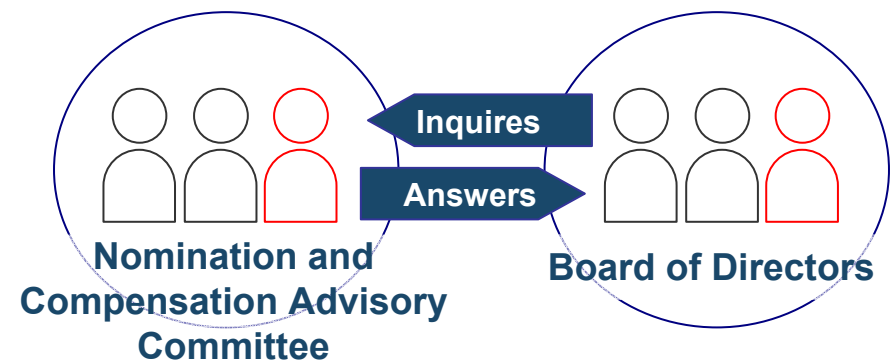 Inquires
Answers
Nomination and
Compensation Advisory
Committee
Board of Directors